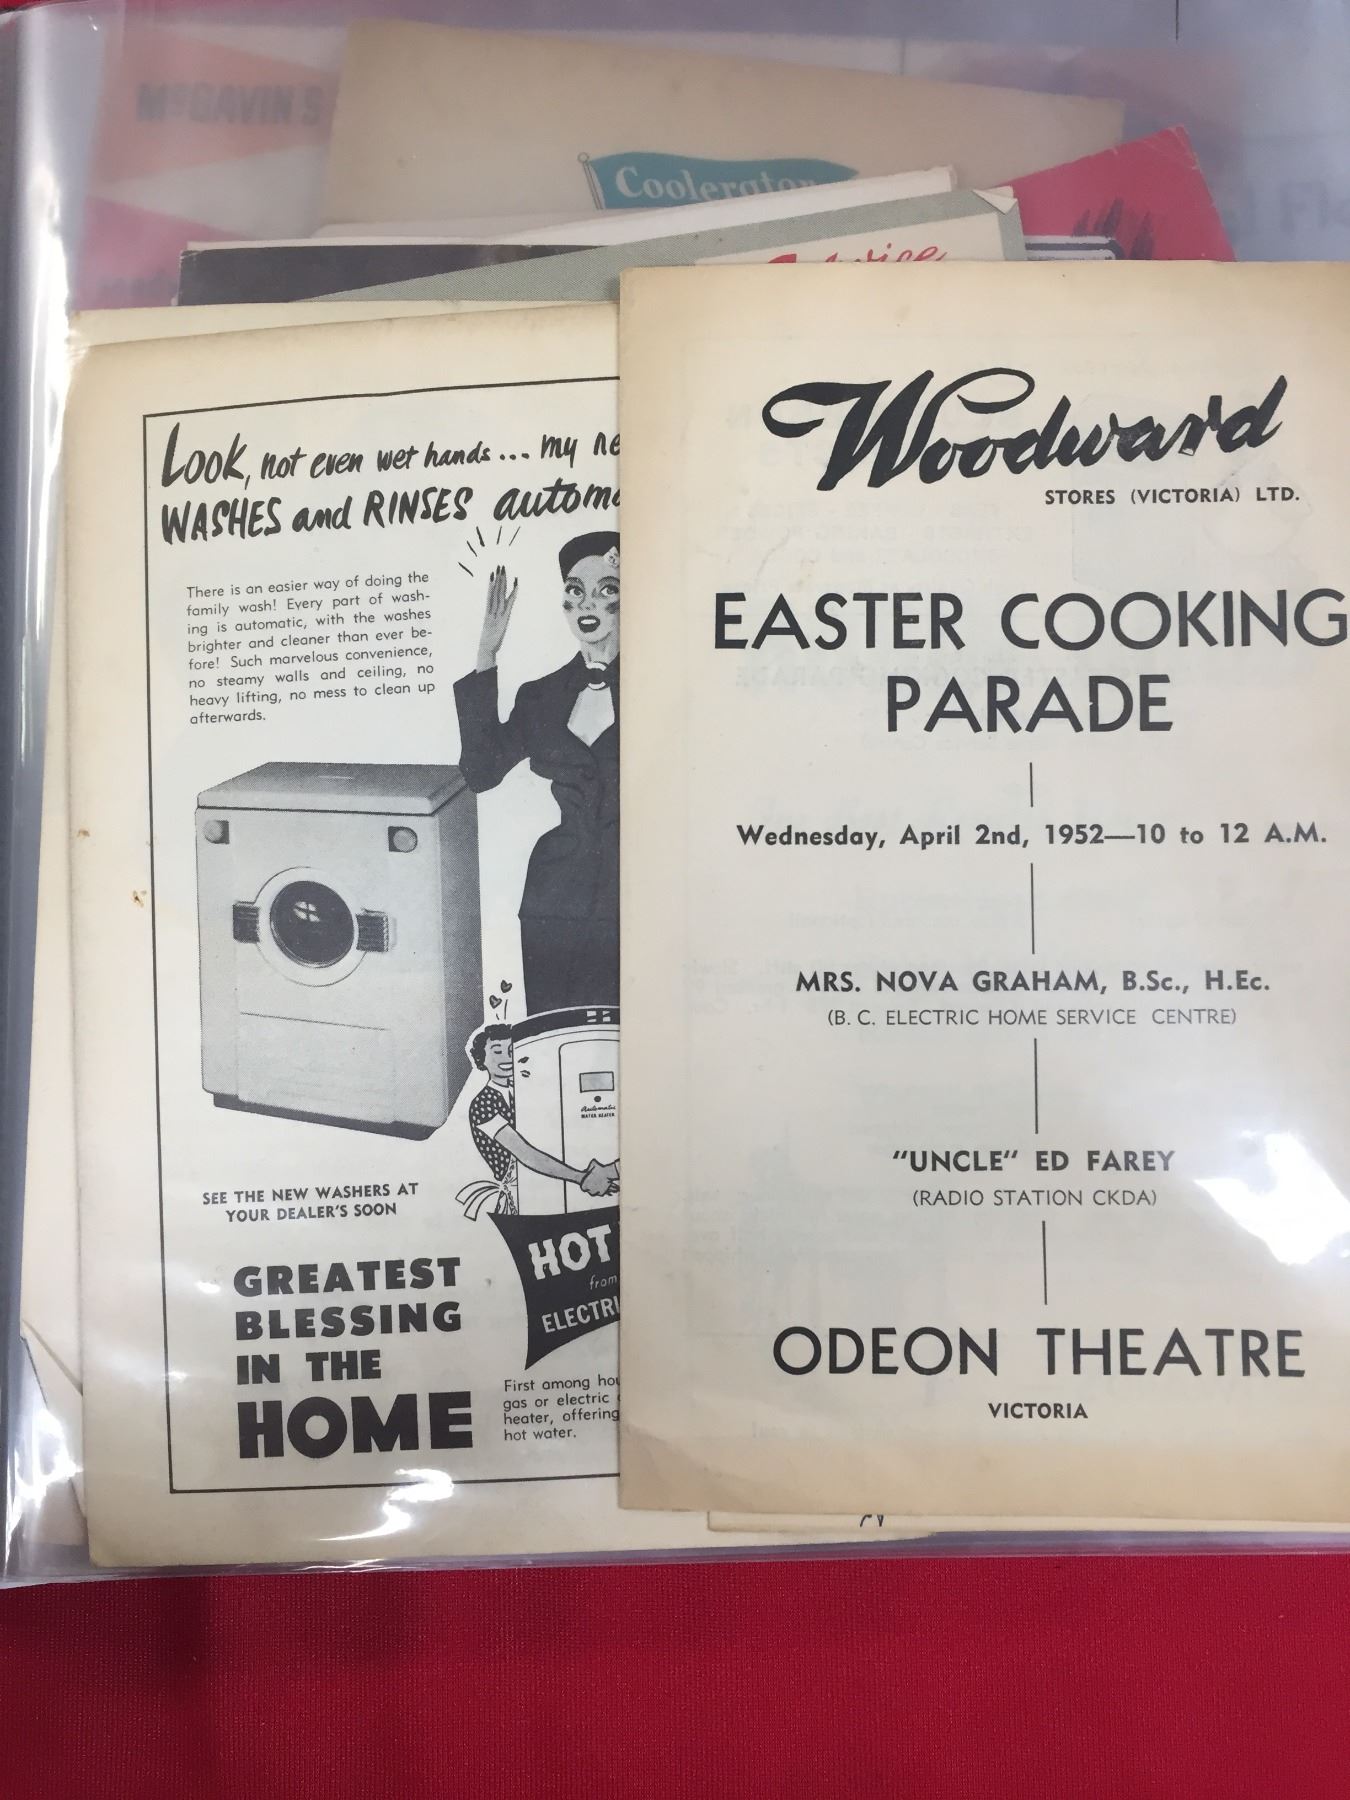 McGAVIN'S
Coolerator
Look, not even wet hands... my
WASHES and RINSES
There is an easier way of doing the
family wash! Every part of wash-
ing is automatic, with the washes
brighter and cleaner than ever be-
fore! Such marvelous convenience,
no steamy walls and ceiling, no
heavy lifting, no mess to clean up
afterwards.
Automatic
WATER HEATER
SEE THE NEW WASHERS AT
YOUR DEALER'S SOON
GREATEST
BLESSING
IN THE
HOME
HOT
from
First among
gas or electric
heater, offering
hot water.
Woodward
STORES (VICTORIA) LTD.
EASTER COOKING
PARADE
Wednesday, April 2nd, 1952—10 to 12 A.M.
MRS. NOVA GRAHAM, B.Sc., H.Ec.
(B. C. ELECTRIC HOME SERVICE CENTRE)
"UNCLE" ED FAREY
(RADIO STATION CKDA)
ODEON THEATRE
VICTORIA